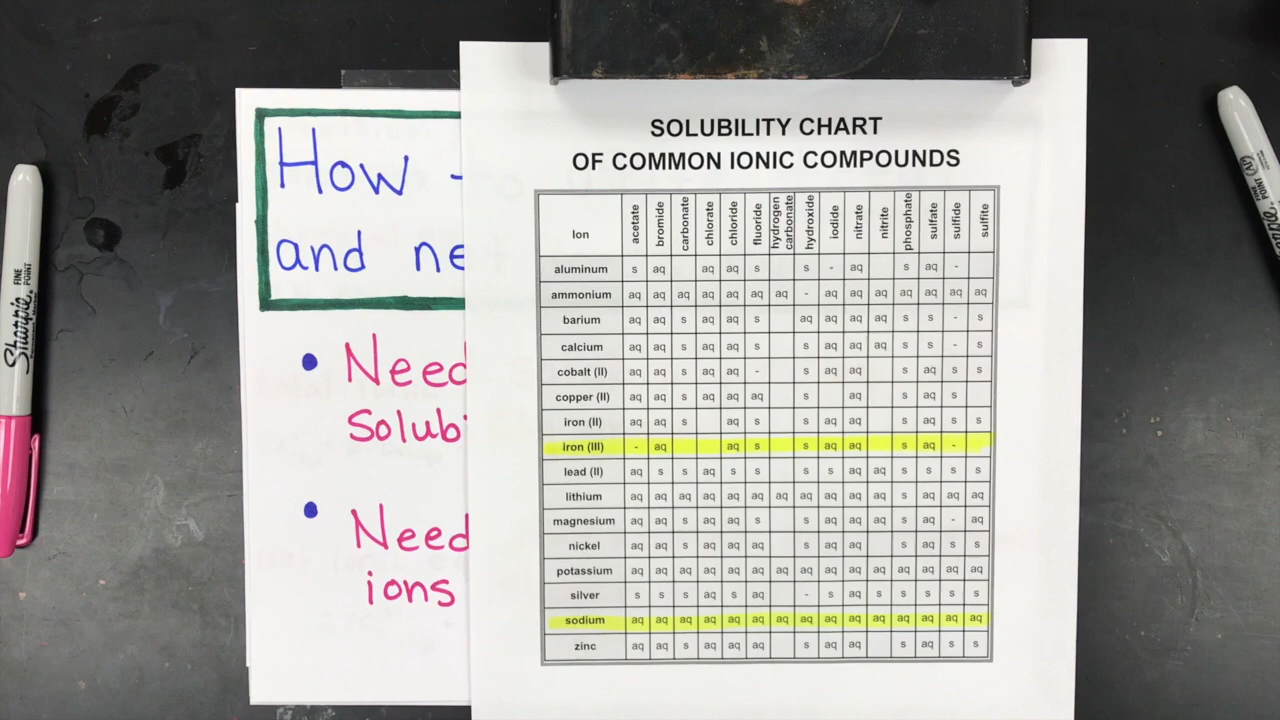 How
and ne
• Need
Solub
• Need
ions
SOLUBILITY CHART
OF COMMON IONIC COMPOUNDS
Ion acetate bromide carbonate chlorate chloride fluoride hydrogen carbonate hydroxide iodide nitrate nitrite phosphate sulfate sulfide sulfite
aluminum s aq aq aq s s - aq s aq -
ammonium aq aq aq aq aq aq aq - aq aq aq aq aq aq aq
barium aq aq s aq aq s aq aq aq aq s s - s
calcium aq aq s aq aq s s aq aq aq s s - s
cobalt (II) aq aq s aq aq - s aq aq s aq s s
copper (II) aq aq s aq aq aq s aq s aq s
iron (II) aq aq s aq s s aq aq s aq s s
iron (III) - aq aq s s aq aq s aq -
lead (II) aq s s aq s s s s aq aq s s s s
lithium aq aq aq aq aq aq aq aq aq aq aq s aq aq aq
magnesium aq aq s aq aq s s aq aq aq s aq - aq
nickel aq aq s aq aq aq s aq aq s aq s s
potassium aq aq aq aq aq aq aq aq aq aq aq aq aq aq aq
silver s s s aq s aq - s aq s s s s s
sodium aq aq aq aq aq aq aq aq aq aq aq aq aq aq aq
zinc aq aq s aq aq aq s aq aq s aq s s
Sharpie
FINE
POINT
FINE
POINT
AP